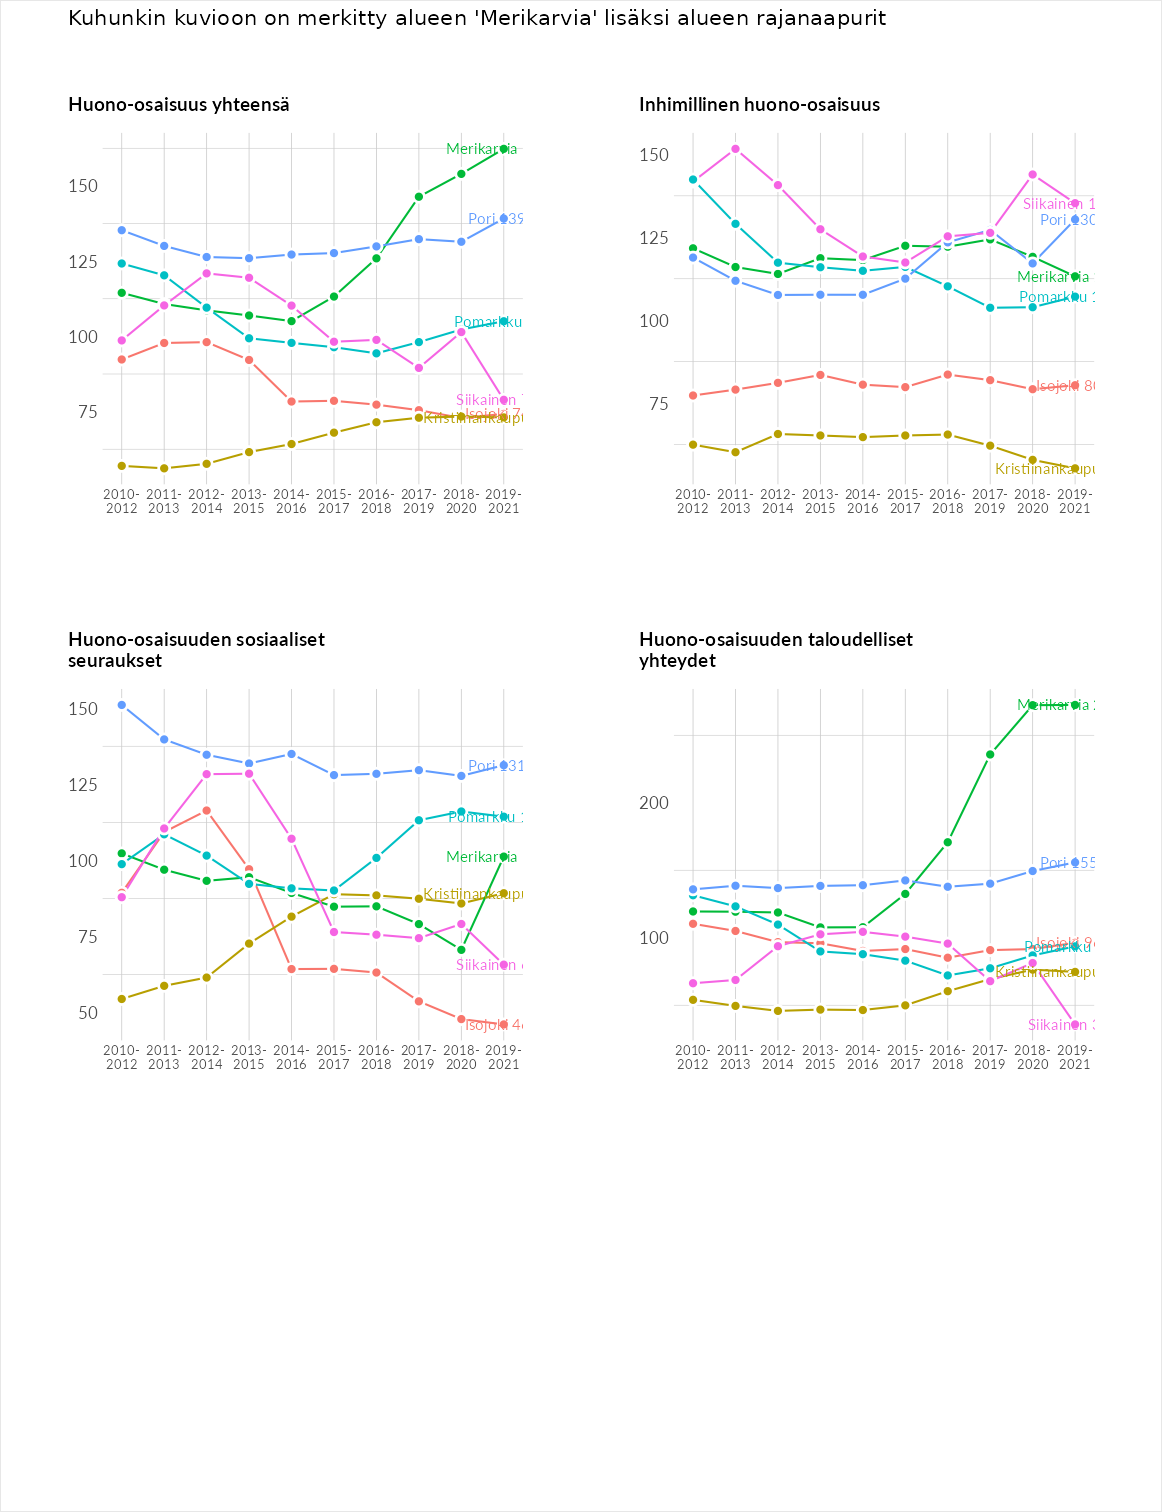 Kuhunkin kuvioon on merkitty alueen 'Merikarvia' lisäksi alueen rajanaapurit
Huono-osaisuus yhteensä
150
125
100
75
Merikarvia
Pori 139
Pomarkku
Siikainen
Isojoki
2010-2012
2011-2013
2012-2014
2013-2015
2014-2016
2015-2017
2016-2018
2017-2019
2018-2020
2019-2021
Inhimillinen huono-osaisuus
150
125
100
75
Siikainen 1
Pori 130
Merikarvia
Pomarkku 1
Isojoki 80
Kristiinankaupu
2010-2012
2011-2013
2012-2014
2013-2015
2014-2016
2015-2017
2016-2018
2017-2019
2018-2020
2019-2021
Huono-osaisuuden sosiaaliset
seuraukset
150
125
100
75
50
Pori 131
Pomarkku
Merikarvia
Kristiinankaupu
Siikainen
Isojoki
2010-2012
2011-2013
2012-2014
2013-2015
2014-2016
2015-2017
2016-2018
2017-2019
2018-2020
2019-2021
Huono-osaisuuden taloudelliset
yhteydet
200
100
Merikarvia
Pori 155
Isojoki
Pomarkku
Kristiinankaupu
Siikainen
2010-2012
2011-2013
2012-2014
2013-2015
2014-2016
2015-2017
2016-2018
2017-2019
2018-2020
2019-2021